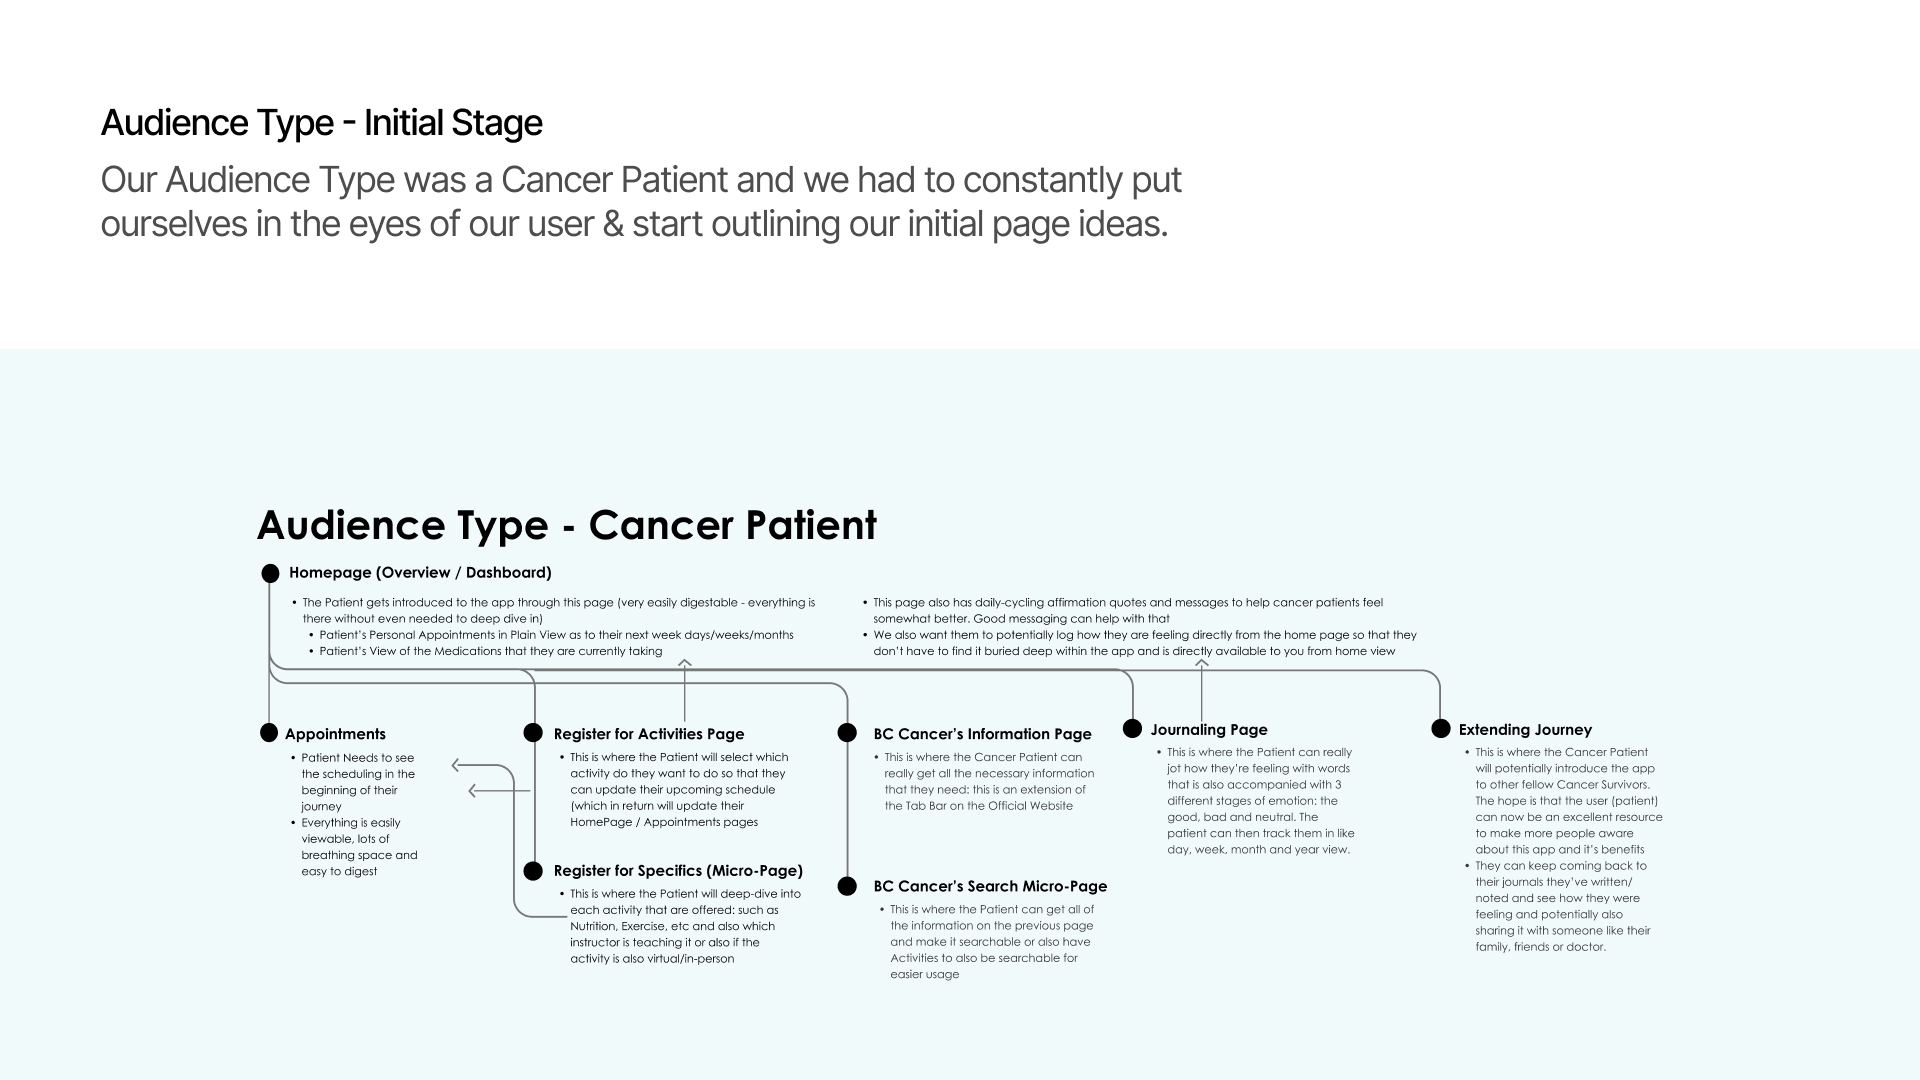 Audience Type - Initial Stage
Our Audience Type was a Cancer Patient and we had to constantly put
ourselves in the eyes of our user & start outlining our initial page ideas.
Audience Type - Cancer Patient
Homepage (Overview / Dashboard)
• The Patient gets introduced to the app through this page (very easily digestable - everything is
there without even needed to deep dive in)
• Patient's Personal Appointments in Plain View as to their next week days/weeks/months
• Patient's View of the Medications that they are currently taking
• This page also has daily-cycling affirmation quotes and messages to help cancer patients feel
somewhat better. Good messaging can help with that
• We also want them to potentially log how they are feeling directly from the home page so that they
don't have to find it buried deep within the app and is directly available to you from home view
Appointments
• Patient Needs to see
the scheduling in the
beginning of their
journey
• Everything is easily
viewable, lots of
breathing space and
easy to digest
Register for Activities Page
• This is where the Patient will select which
activity do they want to do so that they
can update their upcoming schedule
(which in return will update their
HomePage / Appointments pages
Register for Specifics (Micro-Page)
• This is where the Patient will deep-dive into
each activity that are offered: such as
Nutrition, Exercise, etc and also which
instructor is teaching it or also if the
activity is also virtual/in-person
BC Cancer's Information Page
• This is where the Cancer Patient can
really get all the necessary information
that they need: this is an extension of
the Tab Bar on the Official Website
BC Cancer's Search Micro-Page
• This is where the Patient can get all of
the information on the previous page
and make it searchable or also have
Activities to also be searchable for
easier usage
Journaling Page
• This is where the Patient can really
jot how they're feeling with words
that is also accompanied with 3
different stages of emotion: the
good, bad and neutral. The
patient can then track them in like
day, week, month and year view.
Extending Journey
• This is where the Cancer Patient
will potentially introduce the app
to other fellow Cancer Survivors.
The hope is that the user (patient)
can now be an excellent resource
to make more people aware
about this app and it's benefits
• They can keep coming back to
their journals they've written/
noted and see how they were
feeling and potentially also
sharing it with someone like their
family, friends or doctor.